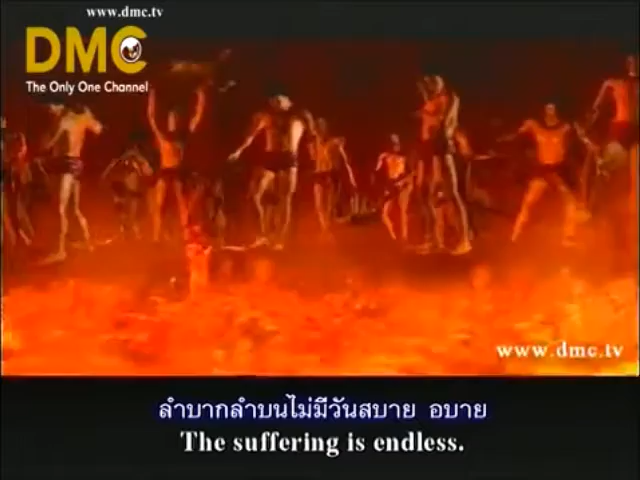 www.dmc.tv
DMC
The Only One Channel
www.dmc.tv
ลำบากลำบนไม่มีวันสบาย อบาย
The suffering is endless.